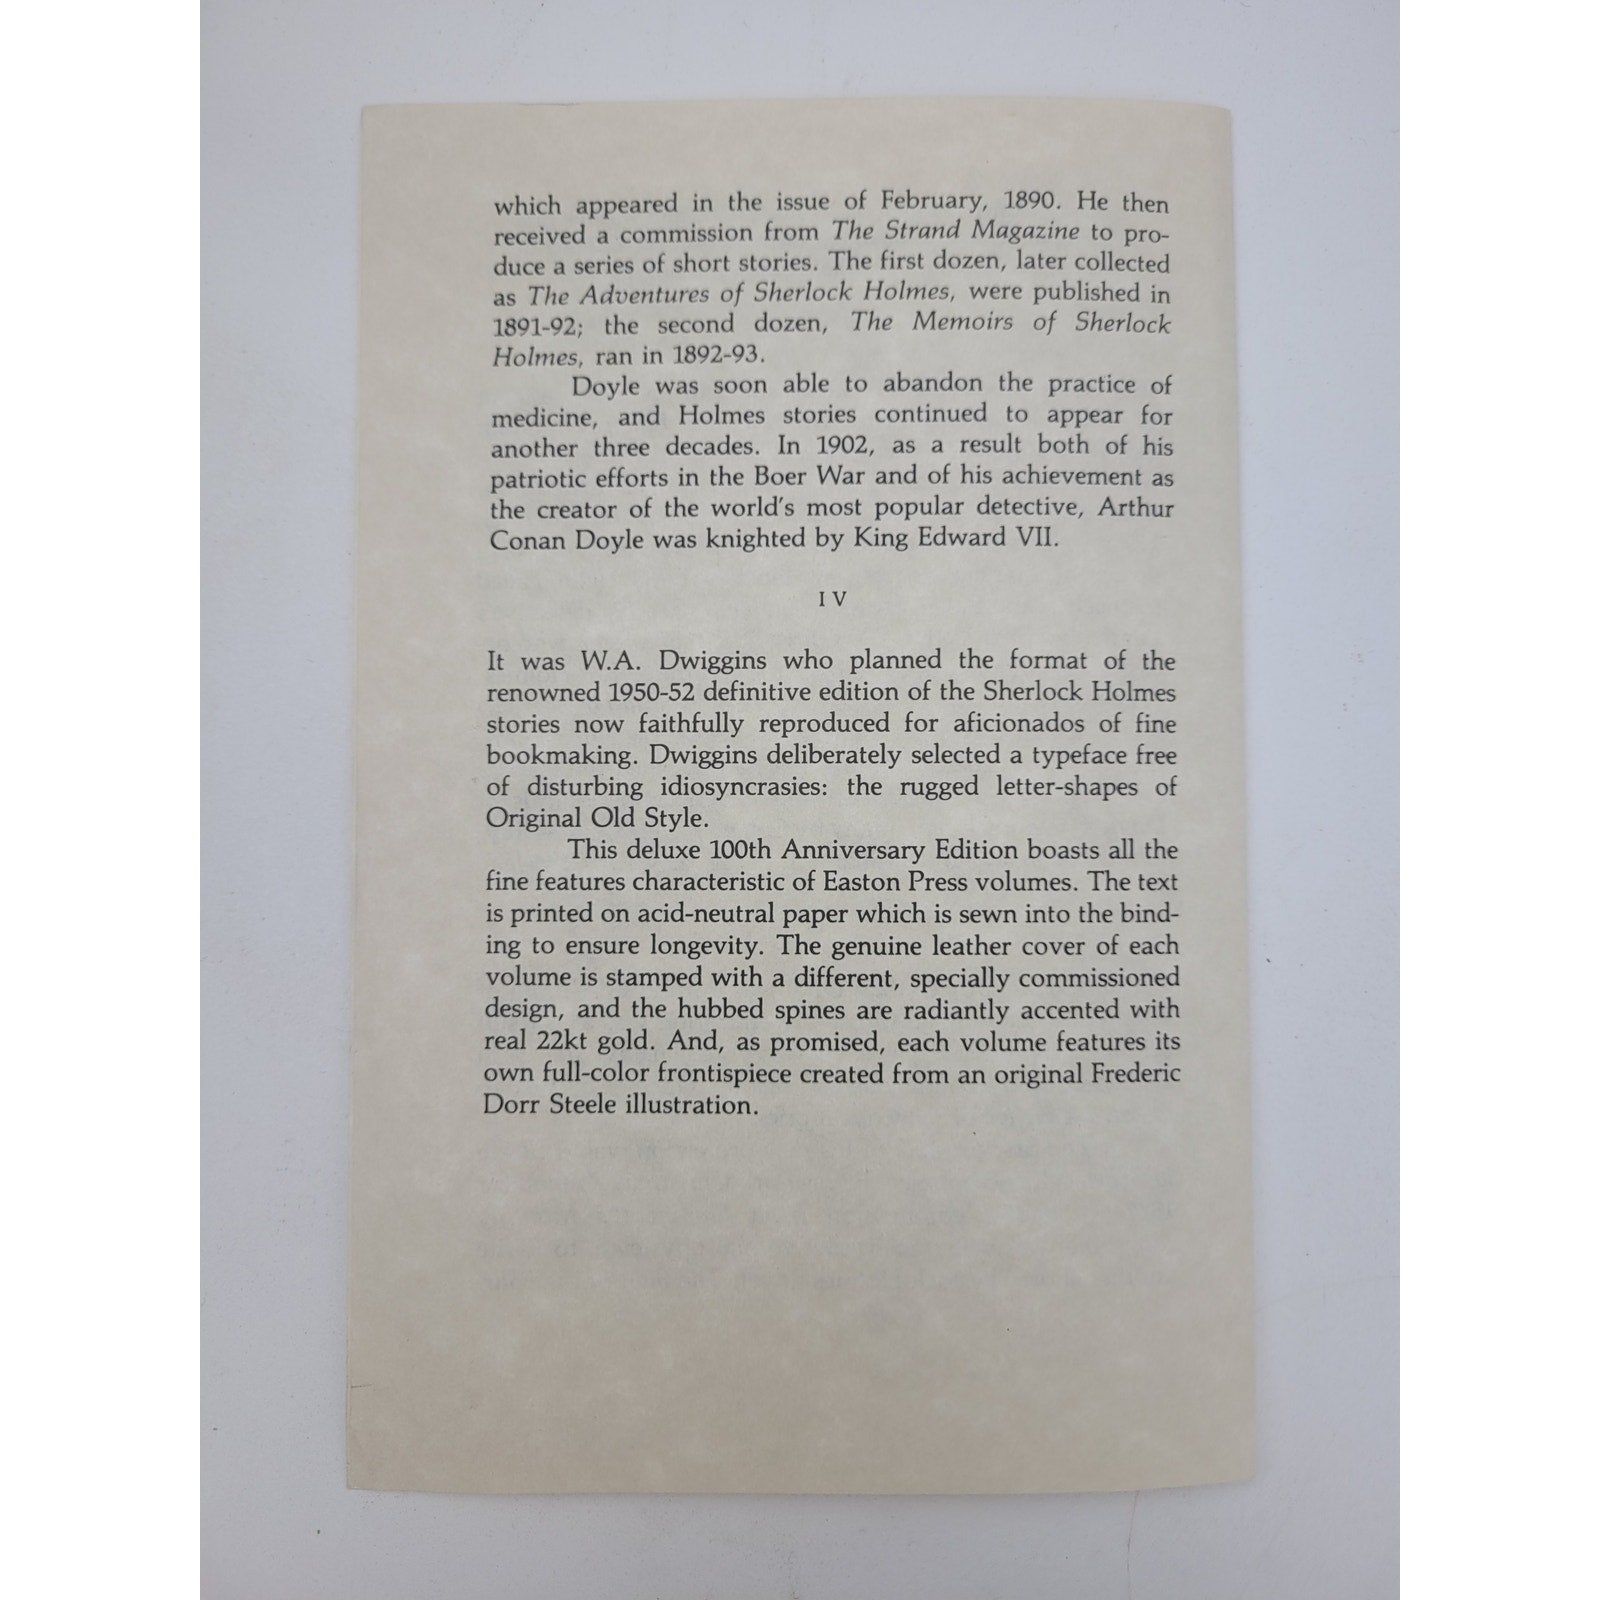 which appeared in the issue of February, 1890. He then
received a commission from The Strand Magazine to pro-
duce a series of short stories. The first dozen, later collected
as The Adventures of Sherlock Holmes, were published in
1891-92; the second dozen, The Memoirs of Sherlock
Holmes, ran in 1892-93.
Doyle was soon able to abandon the practice of
medicine, and Holmes stories continued to appear for
another three decades. In 1902, as a result both of his
patriotic efforts in the Boer War and of his achievement as
the creator of the world's most popular detective, Arthur
Conan Doyle was knighted by King Edward VII.
IV
It was W.A. Dwiggins who planned the format of the
renowned 1950-52 definitive edition of the Sherlock Holmes
stories now faithfully reproduced for aficionados of fine
bookmaking. Dwiggins deliberately selected a typeface free
of disturbing idiosyncrasies: the rugged letter-shapes of
Original Old Style.
This deluxe 100th Anniversary Edition boasts all the
fine features characteristic of Easton Press volumes. The text
is printed on acid-neutral paper which is sewn into the bind-
ing to ensure longevity. The genuine leather cover of each
volume is stamped with a different, specially commissioned
design, and the hubbed spines are radiantly accented with
real 22kt gold. And, as promised, each volume features its
own full-color frontispiece created from an original Frederic
Dorr Steele illustration.